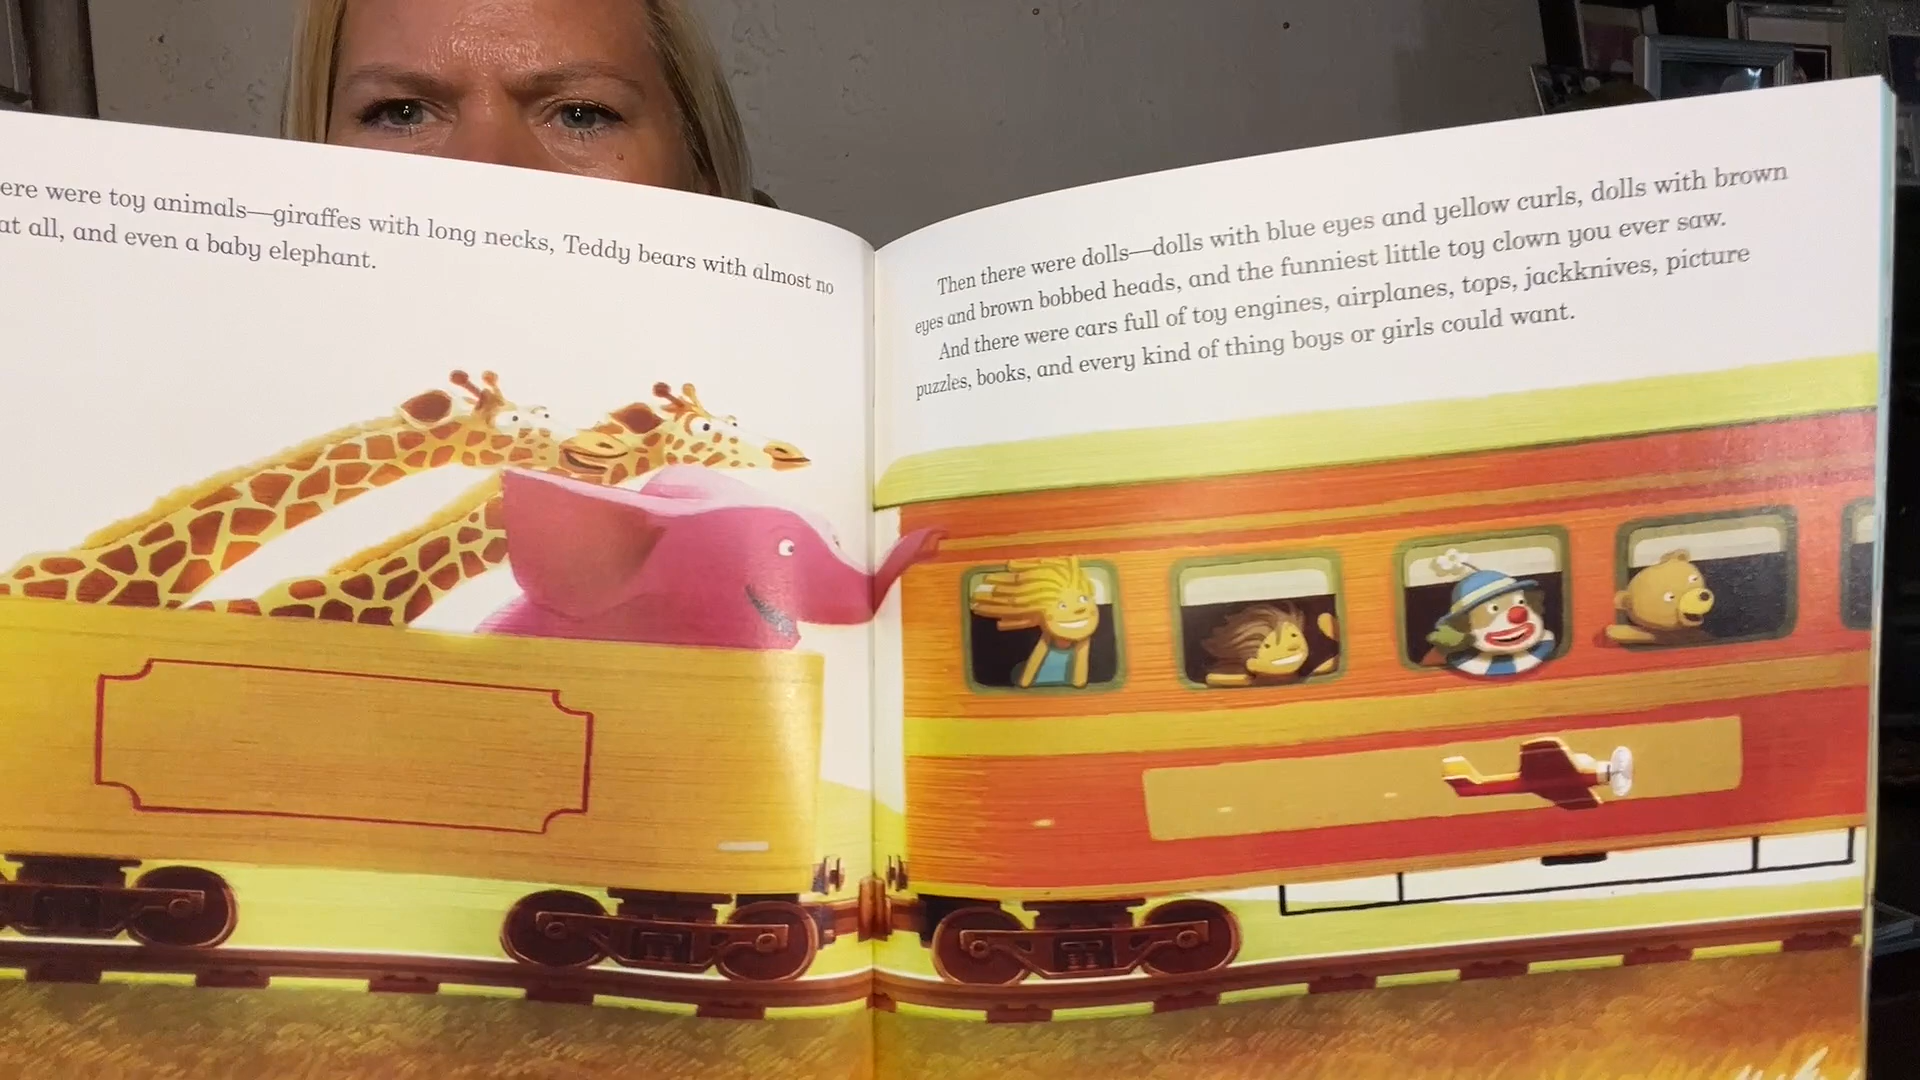 ere were toy animals—giraffes with long necks, Teddy bears with almost no
at all, and even a baby elephant.
Then there were dolls—dolls with blue eyes and yellow curls, dolls with brown
eyes and brown bobbed heads, and the funniest little toy clown you ever saw.
And there were cars full of toy engines, airplanes, tops, jackknives, picture
puzzles, books, and every kind of thing boys or girls could want.